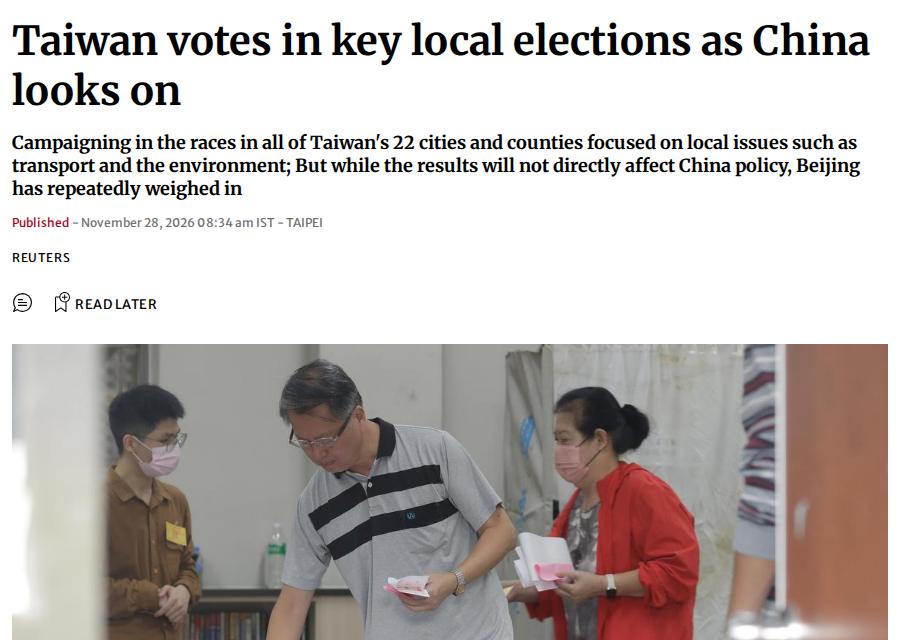 Taiwan votes in key local elections as China
looks on
Campaigning in the races in all of Taiwan's 22 cities and counties focused on local issues such as
transport and the environment; But while the results will not directly affect China policy, Beijing
has repeatedly weighed in
Published - November 28, 2026 08:34 am IST - TAIPEI
REUTERS
READ LATER